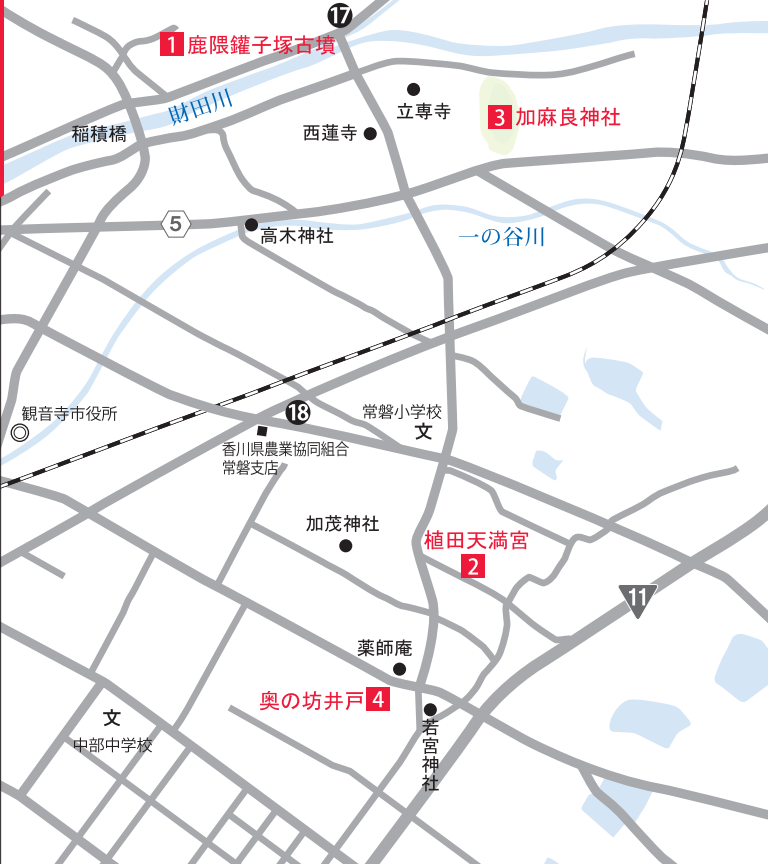 17
1 鹿隈鑵子塚古墳
財田川
稲積橋
立専寺
西蓮寺
3 加麻良神社
5
高木神社
一の谷川
観音寺市役所
18
常磐小学校
文
香川県農業協同組合
常磐支店
加茂神社
植田天満宮
2
11
薬師庵
奥の坊井戸 4
若宮神社
文
中部中学校